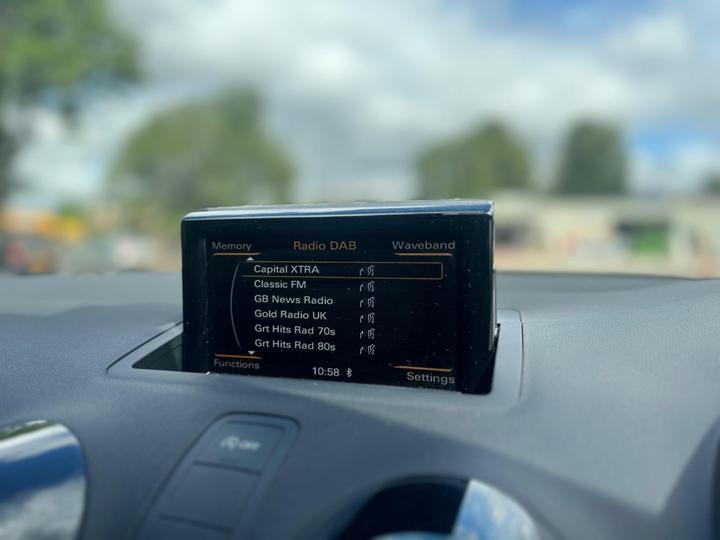 Memory Radio DAB Waveband
Capital XTRA
Classic FM
GB News Radio
Gold Radio UK
Grt Hits Rad 70s
Grt Hits Rad 80s
Functions 10:58 Settings
OFF